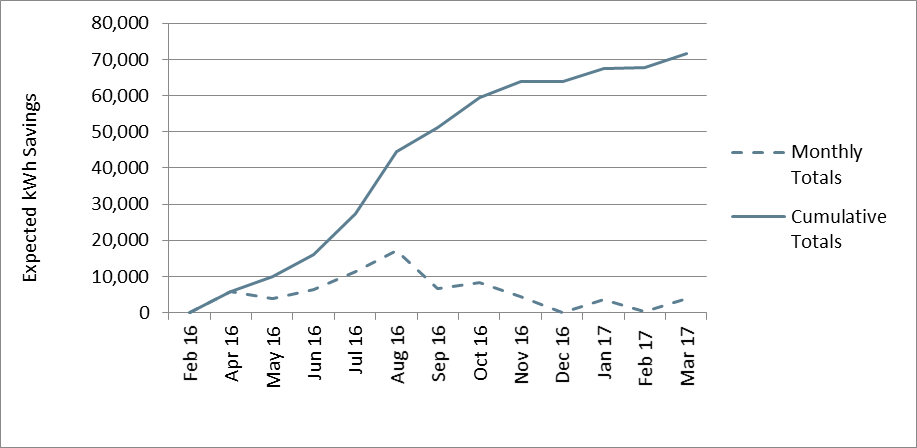 80,000
70,000
60,000
50,000
40,000
30,000
20,000
10,000
0
Expected kWh Savings
Feb 16
Apr 16
May 16
Jun 16
Jul 16
Aug 16
Sep 16
Oct 16
Nov 16
Dec 16
Jan 17
Feb 17
Mar 17
Monthly
Totals
Cumulative
Totals